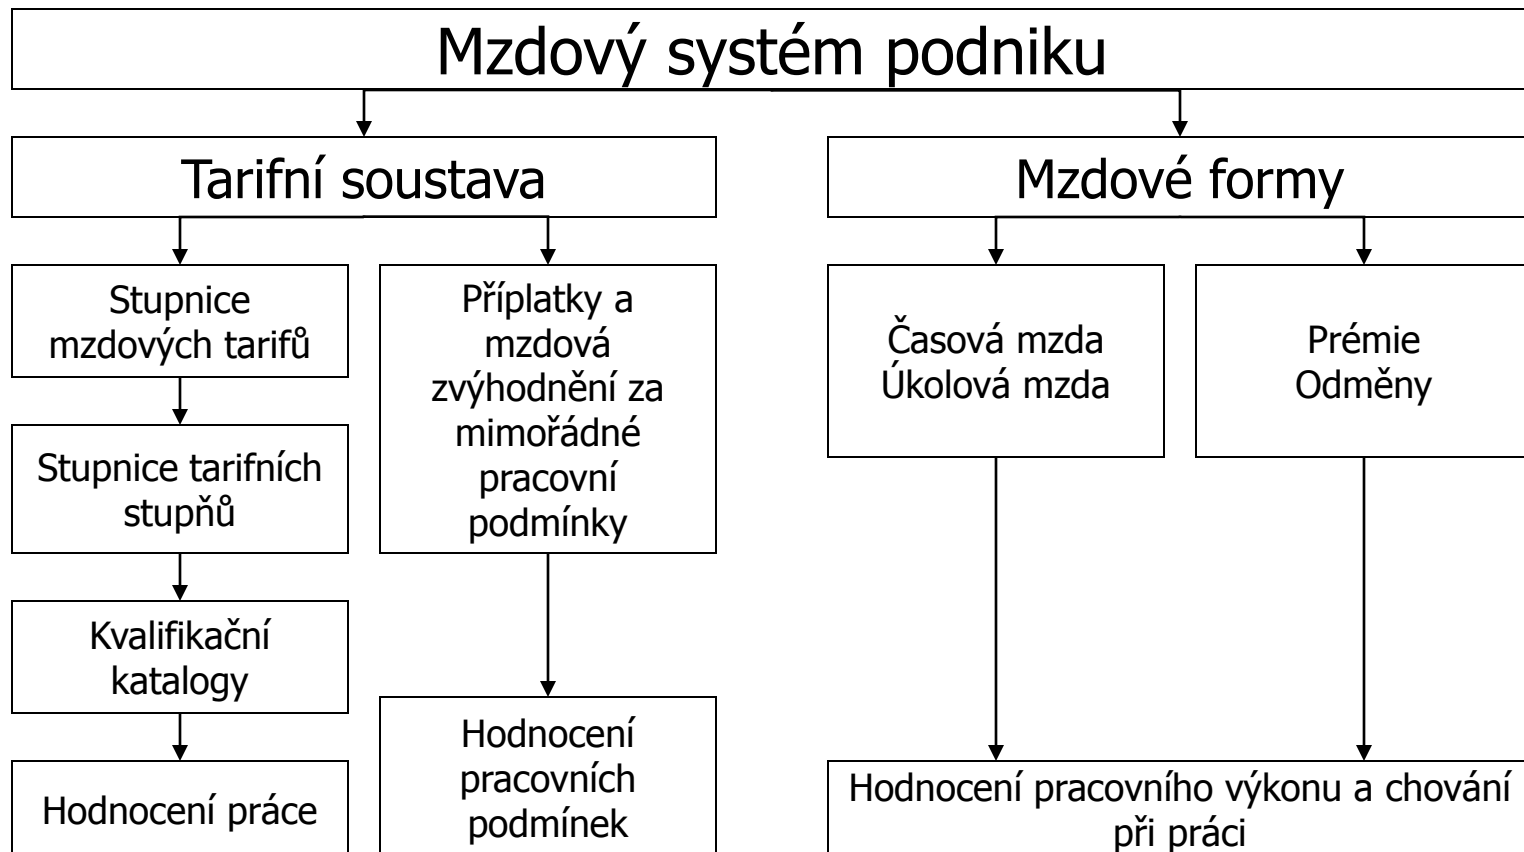 Mzdový systém podniku
Tarifní soustava
Mzdové formy
Stupnice
mzdových tarifů
Příplatky a
mzdová
zvýhodnění za
mimořádné
pracovní
podmínky
Časová mzda
Úkolová mzda
Prémie
Odměny
Stupnice tarifních
stupňů
Kvalifikační
katalogy
Hodnocení práce
Hodnocení
pracovních
podmínek
Hodnocení pracovního výkonu a chování
při práci